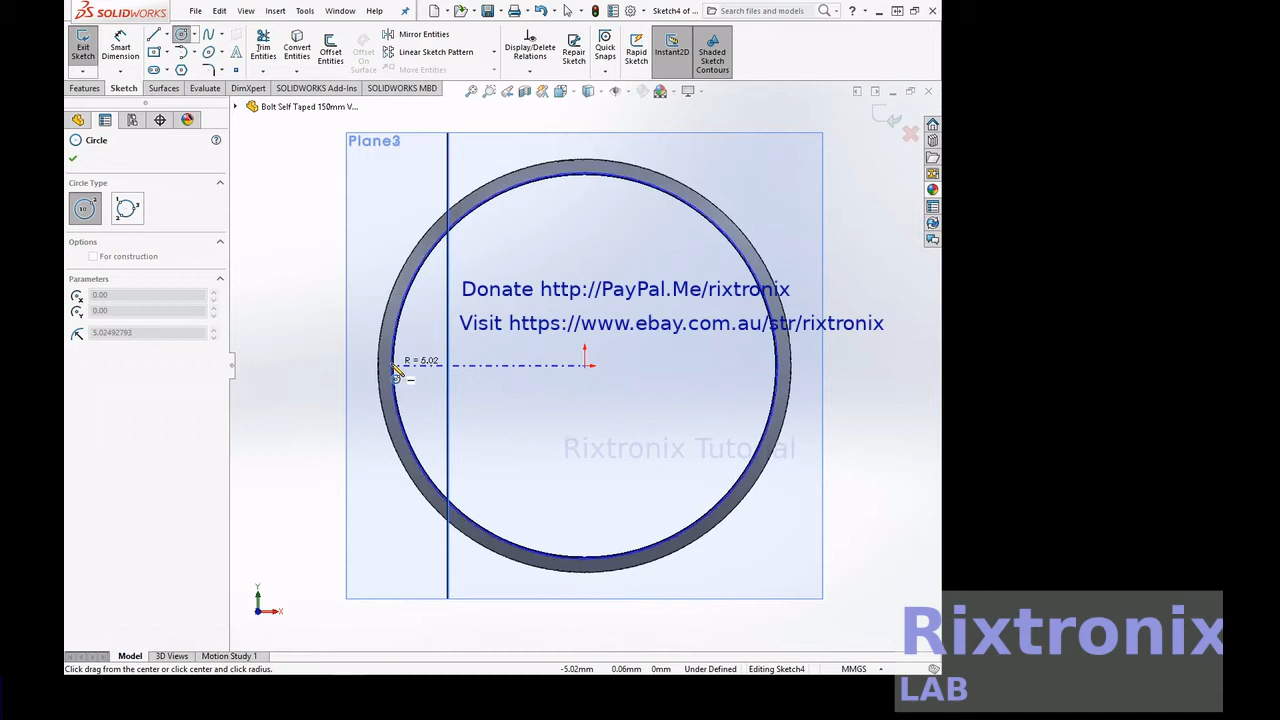 SOLIDWORKS File Edit View Insert Tools Window Help Sketch4 of ... Search files and models
Exit Sketch
Smart Dimension
Trim Entities
Convert Entities
Offset Entities
Offset On Surface
Mirror Entities
Linear Sketch Pattern
Move Entities
Display/Delete Relations
Repair Sketch
Quick Snaps
Rapid Sketch
Instant2D
Shaded Sketch Contours
Features Sketch Surfaces Evaluate DimXpert SOLIDWORKS Add-Ins SOLIDWORKS MBD
Bolt Self Taped 150mm V...
Circle
Circle Type
Options
For construction
Parameters
0.00
0.00
5.02492793
Plane3
Donate http://PayPal.Me/rixtronix
Visit https://www.ebay.com.au/str/rixtronix
R = 5.02
Rixtronix Tutorial
Y
X
Model 3D Views Motion Study 1
Click drag from the center or click center and click radius. -5.02mm 0.06mm 0mm Under Defined Editing Sketch4 MMGS
Rixtronix
LAB